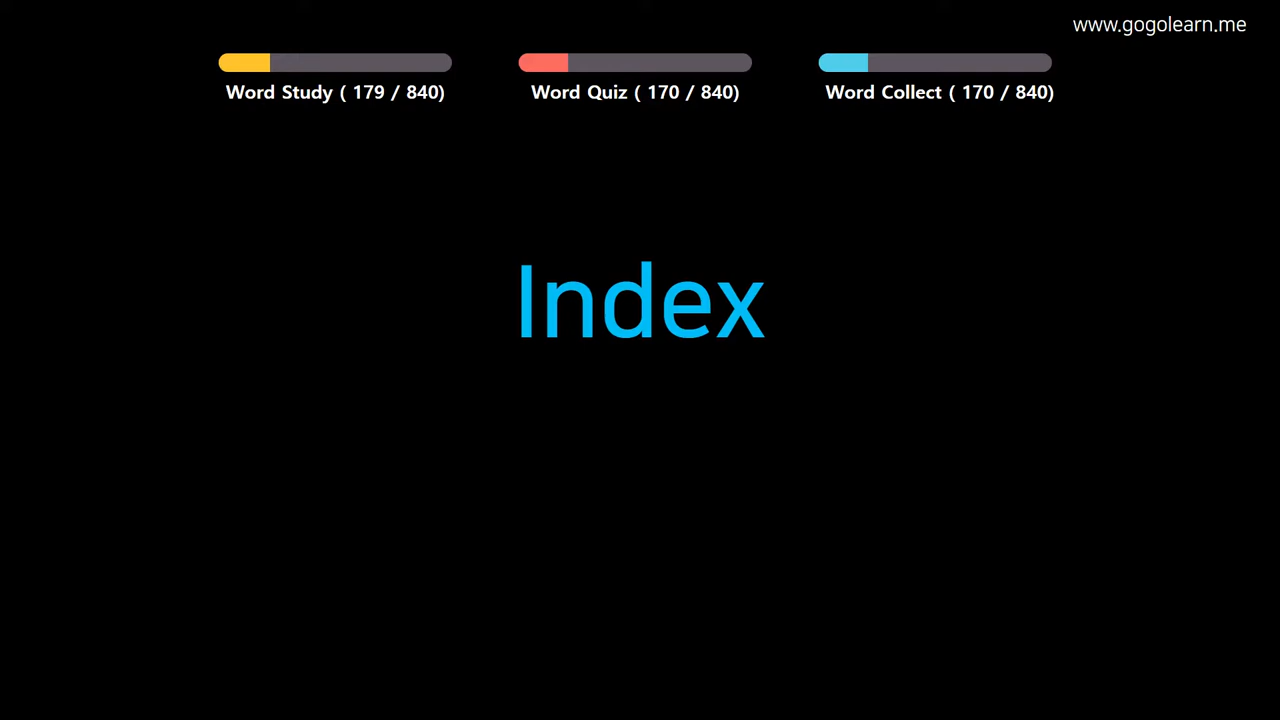 www.gogolearn.me
Word Study ( 179 / 840)
Word Quiz ( 170 / 840)
Word Collect ( 170 / 840)
Index